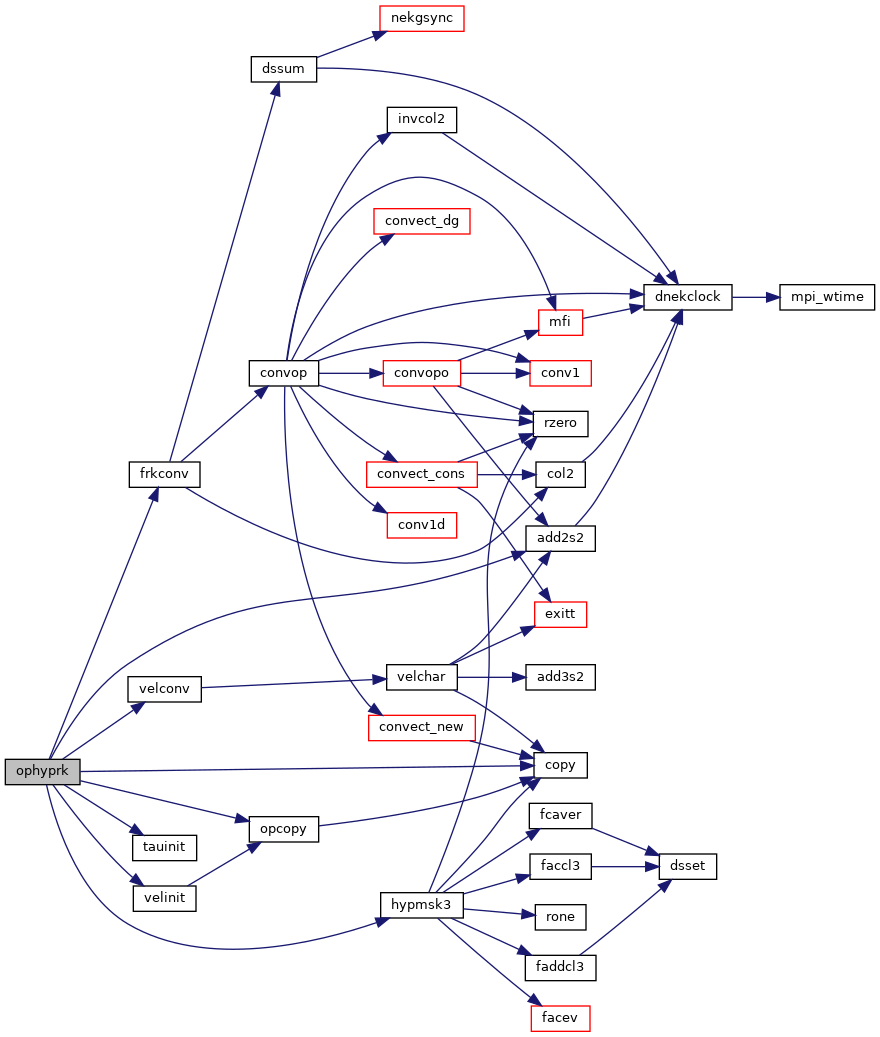 nekgsync
dssum
invcol2
convect_dg
dnekclock
mpi_wtime
mfi
convop
convopo
conv1
rzero
frkconv
convect_cons
col2
conv1d
add2s2
exitt
velchar
add3s2
velconv
convect_new
ophyprk
copy
fcaver
opcopy
tauinit
faccl3
dsset
velinit
hypmsk3
rone
faddcl3
facev